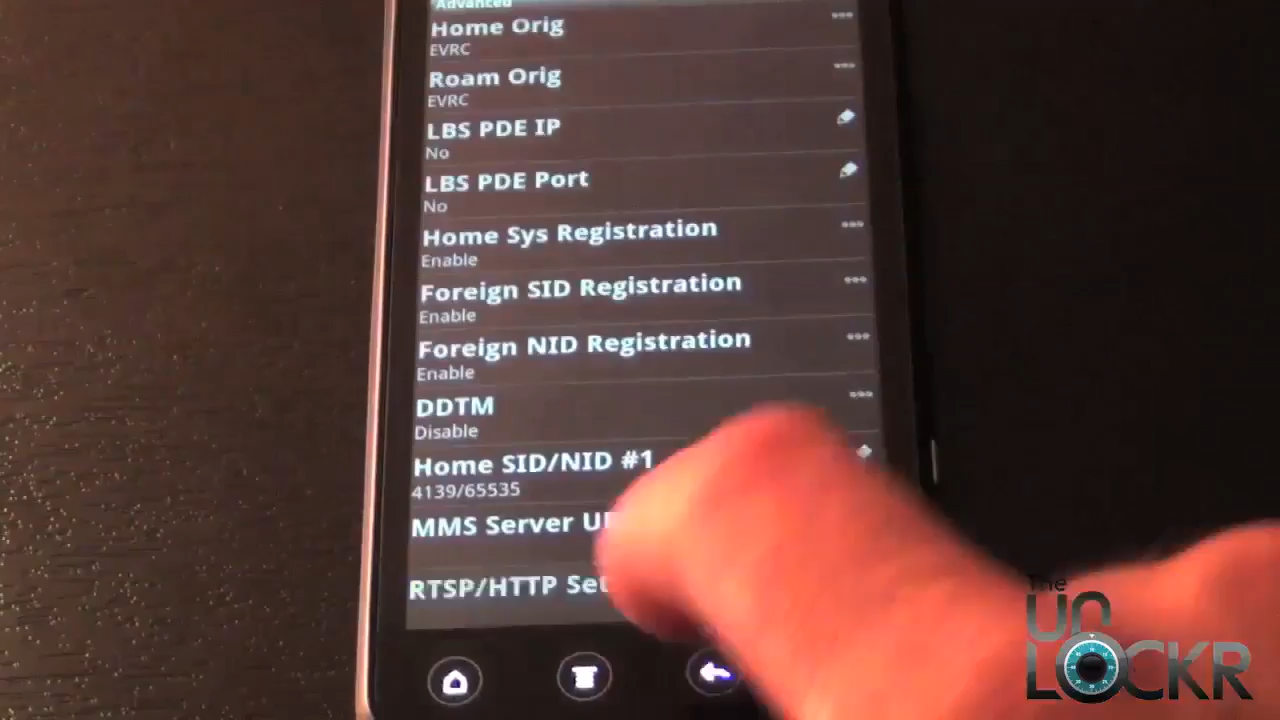 Advanced
Home Orig
EVRC
Roam Orig
EVRC
LBS PDE IP
No
LBS PDE Port
No
Home Sys Registration
Enable
Foreign SID Registration
Enable
Foreign NID Registration
Enable
DDTM
Disable
Home SID/NID #1
4139/65535
MMS Server
RTSP/HTTP
The
UNLOCKR